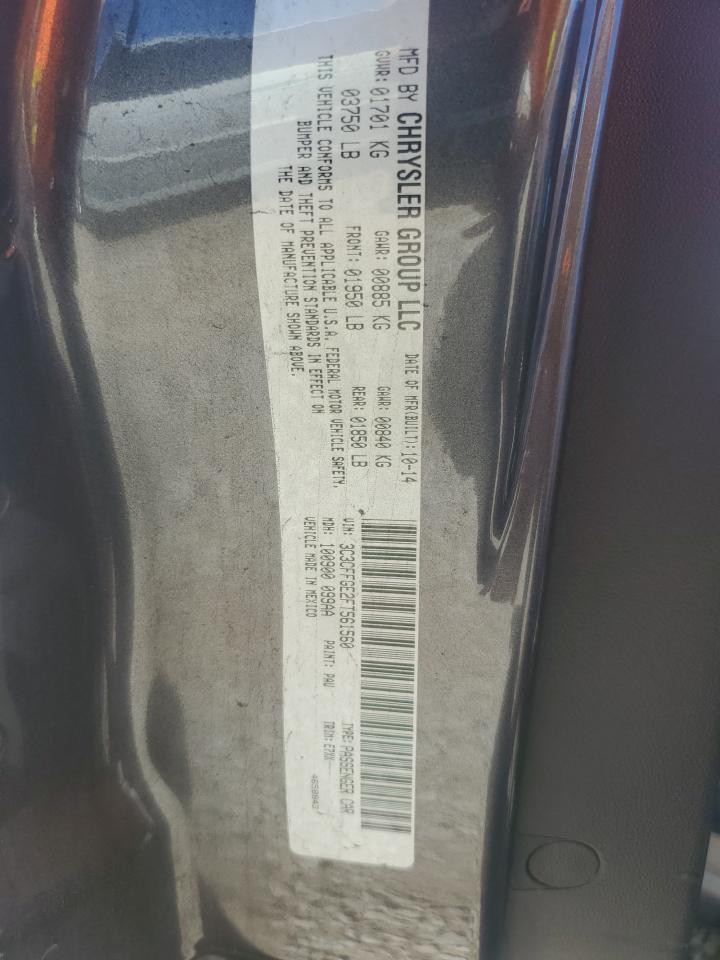 MFD BY CHRYSLER GROUP LLC DATE OF MFR(BUILT): 10-14
GVWR: 01701 KG GAWR: 00885 KG GAWR: 00840 KG
03750 LB FRONT: 01950 LB REAR: 01850 LB
THIS VEHICLE CONFORMS TO ALL APPLICABLE U.S.A. FEDERAL MOTOR VEHICLE SAFETY,
BUMPER AND THEFT PREVENTION STANDARDS IN EFFECT ON
THE DATE OF MANUFACTURE SHOWN ABOVE.
VIN: 3C3CFFGE2FT561560 TYPE: PASSENGER CAR
MDH: 100900 099AA PAINT: PAU TRIM: E7XX
VEHICLE MADE IN MEXICO